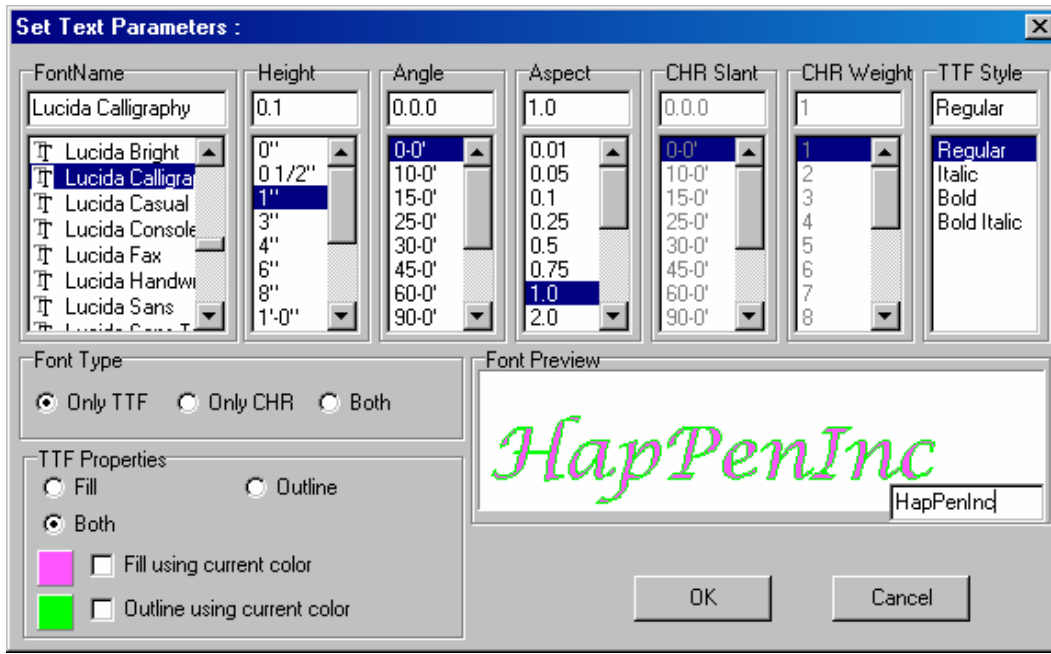 Set Text Parameters :
FontName
Height
Angle
Aspect
CHR Slant
CHR Weight
TTF Style
Lucida Calligraphy
0.1
0.0.0
1.0
0.0.0
1
Regular
Lucida Bright
Lucida Calligra
Lucida Casual
Lucida Console
Lucida Fax
Lucida Handwr
Lucida Sans
0"
0 1/2"
1"
3"
4"
6"
8"
1'-0"
0-0'
10-0'
15-0'
25-0'
30-0'
45-0'
60-0'
90-0'
0.01
0.05
0.1
0.25
0.5
0.75
1.0
2.0
0-0'
10-0'
15-0'
25-0'
30-0'
45-0'
60-0'
90-0'
1
2
3
4
5
6
7
8
Regular
Italic
Bold
Bold Italic
Font Type
Only TTF
Only CHR
Both
Font Preview
HapPenInc
HapPenInc
TTF Properties
Fill
Outline
Both
Fill using current color
Outline using current color
OK
Cancel